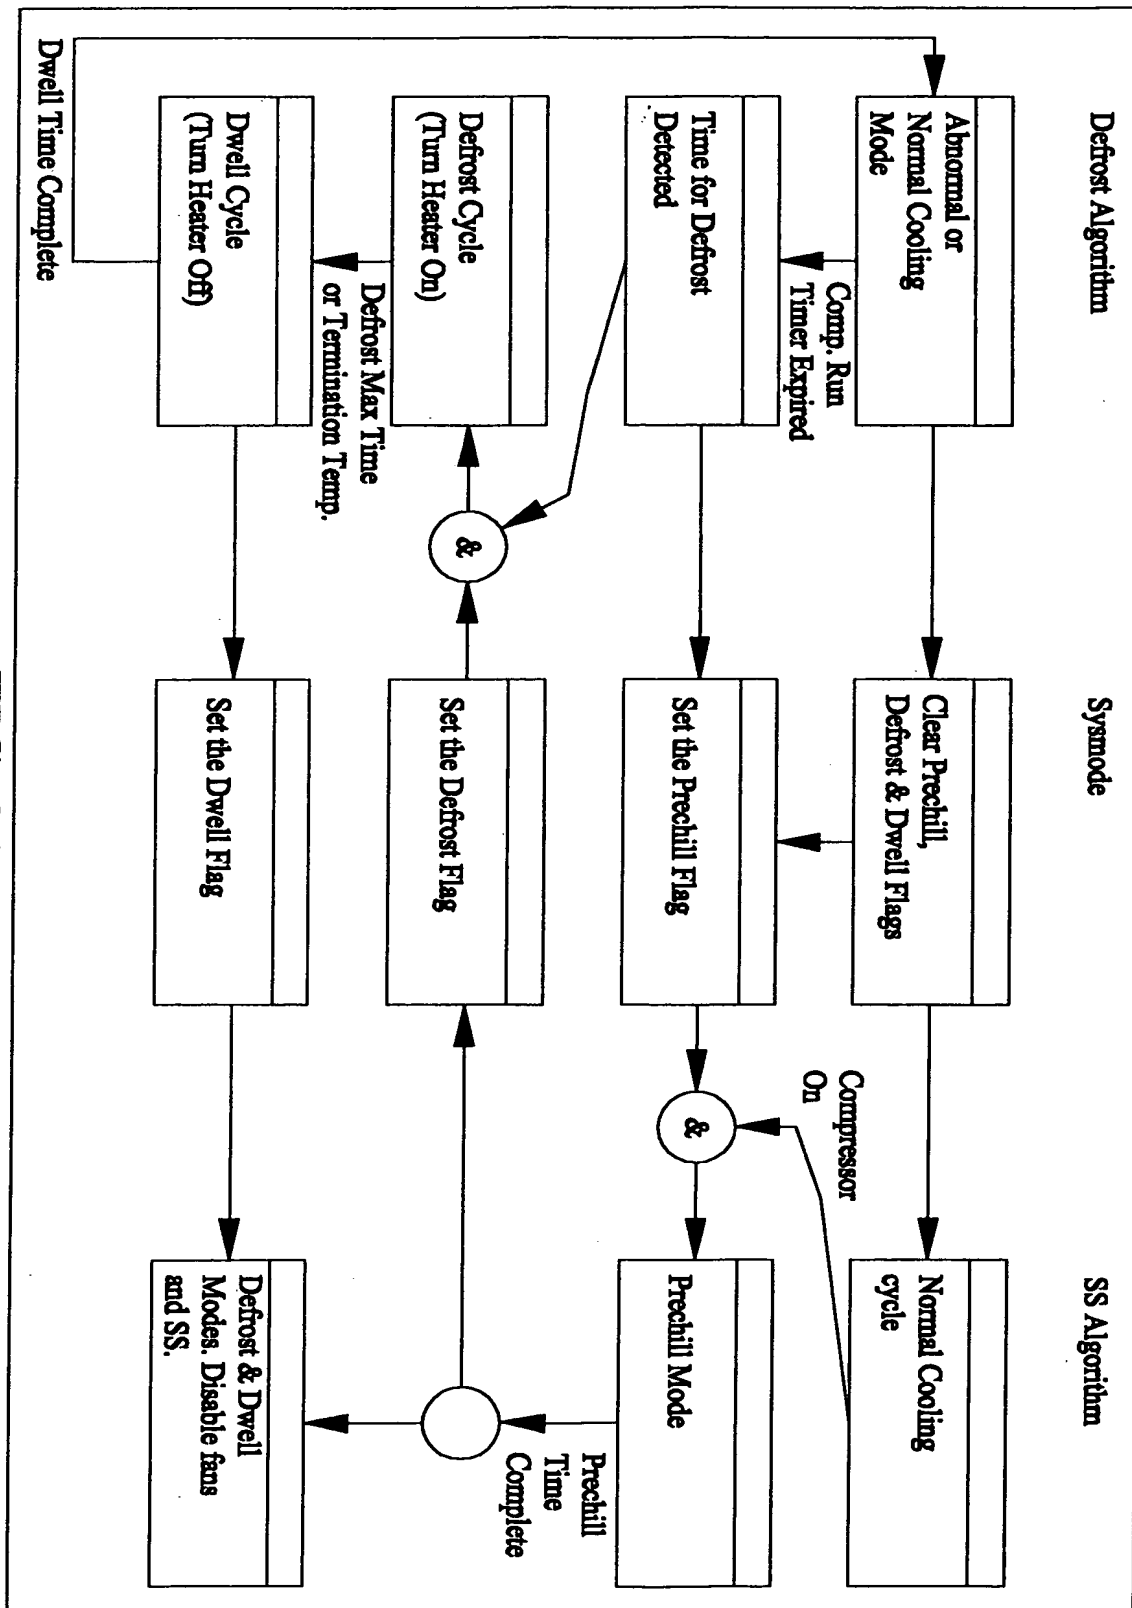 Defrost Algorithm
Sysmode
SS Algorithm
Abnormal or
Normal Cooling
Mode
Clear Prechill,
Defrost & Dwell Flags
Normal Cooling
cycle
Comp. Run
Timer Expired
Compressor
On
Time for Defrost
Detected
Set the Prechill Flag
&
Prechill Mode
Prechill
Time
Complete
Defrost Cycle
(Turn Heater On)
&
Set the Defrost Flag
Defrost Max Time
or Termination Temp.
Dwell Cycle
(Turn Heater Off)
Set the Dwell Flag
Defrost & Dwell
Modes. Disable fans
and SS.
Dwell Time Complete